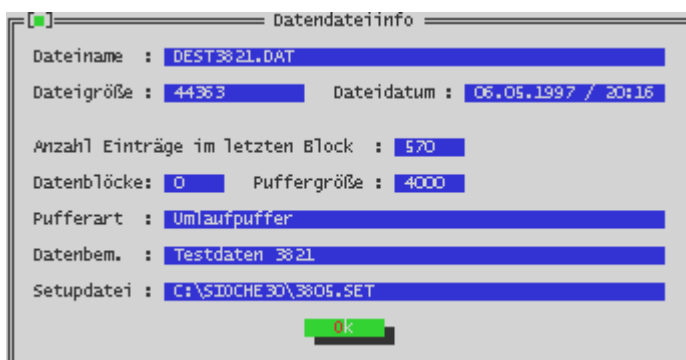 Datendateiinfo
Dateiname : DEST3821.DAT
Dateigröße : 44363 Dateidatum : 06.05.1997 / 20:16
Anzahl Einträge im letzten Block : 570
Datenblöcke: 0 Puffergröße : 4000
Pufferart : Umlaufpuffer
Datenbem. : Testdaten 3821
Setupdatei : C:\SIOCHE30\3805.SET
Ok